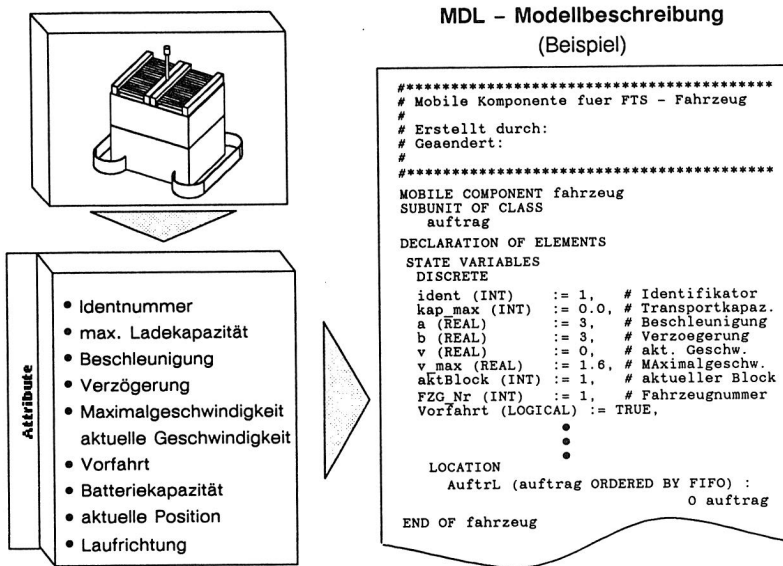 MDL – Modellbeschreibung
(Beispiel)
Attribute
• Identnummer
• max. Ladekapazität
• Beschleunigung
• Verzögerung
• Maximalgeschwindigkeit
aktuelle Geschwindigkeit
• Vorfahrt
• Batteriekapazität
• aktuelle Position
• Laufrichtung
#****************************************
# Mobile Komponente fuer FTS – Fahrzeug
#
# Erstellt durch:
# Geaendert:
#
#****************************************
MOBILE COMPONENT fahrzeug
SUBUNIT OF CLASS
auftrag
DECLARATION OF ELEMENTS
STATE VARIABLES
DISCRETE
ident (INT) := 1, # Identifikator
kap_max (INT) := 0.0, # Transportkapaz.
a (REAL) := 3, # Beschleunigung
b (REAL) := 3, # Verzoegerung
v (REAL) := 0, # akt. Geschw.
v_max (REAL) := 1.6, # MAximalgeschw.
aktBlock (INT) := 1, # aktueller Block
FZG_Nr (INT) := 1, # Fahrzeugnummer
Vorfahrt (LOGICAL) := TRUE,
•
•
•
LOCATION
AuftrL (auftrag ORDERED BY FIFO) :
0 auftrag
END OF fahrzeug